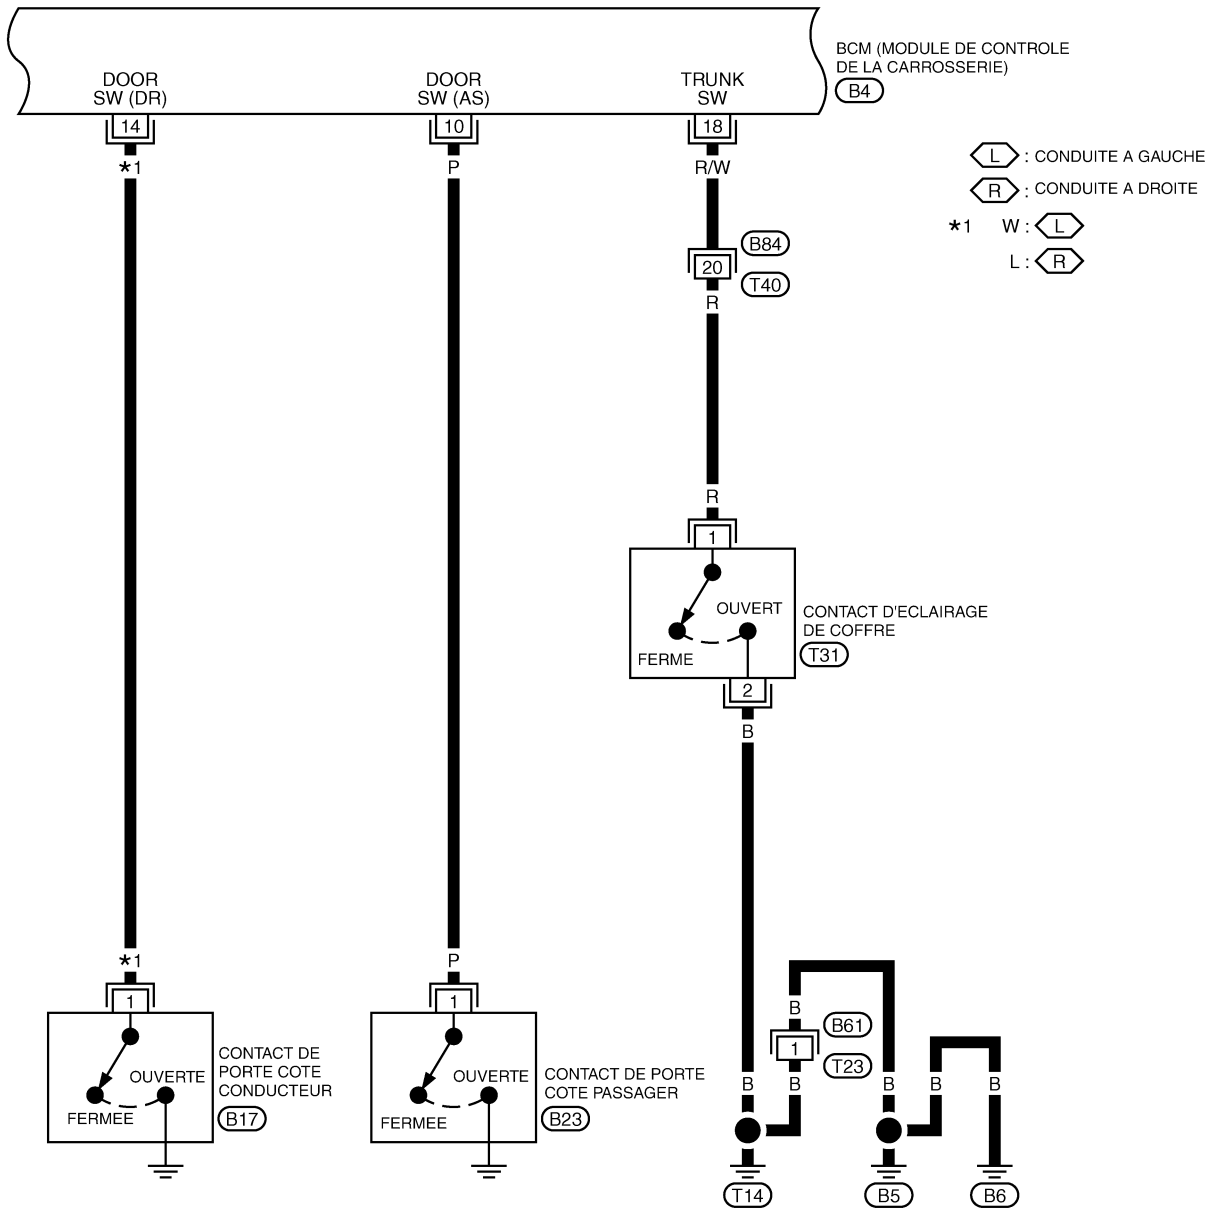 BCM (MODULE DE CONTROLE
DE LA CARROSSERIE)
B4
DOOR
SW (DR)
DOOR
SW (AS)
TRUNK
SW
14
10
18
*1
P
R/W
L : CONDUITE A GAUCHE
R : CONDUITE A DROITE
*1 W : L
L : R
B84
20
T40
R
R
1
OUVERT
FERME
CONTACT D'ECLAIRAGE
DE COFFRE
T31
2
B
*1
P
1
1
OUVERTE
FERMEE
CONTACT DE
PORTE COTE
CONDUCTEUR
B17
OUVERTE
FERMEE
CONTACT DE PORTE
COTE PASSAGER
B23
B
B61
1
T23
B
B
B
B
B
T14
B5
B6